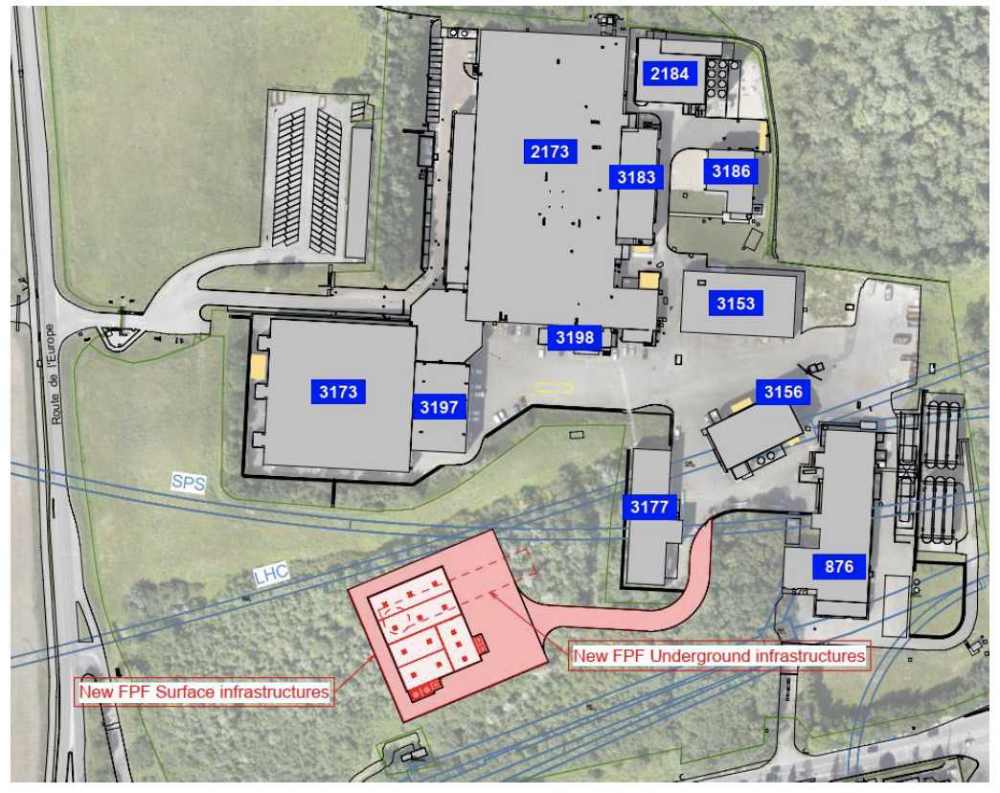 2184
2173
3183
3186
3153
Route de l'Europe
3198
3173
3197
3156
SPS
3177
LHC
876
New FPF Underground infrastructures
New FPF Surface infrastructures